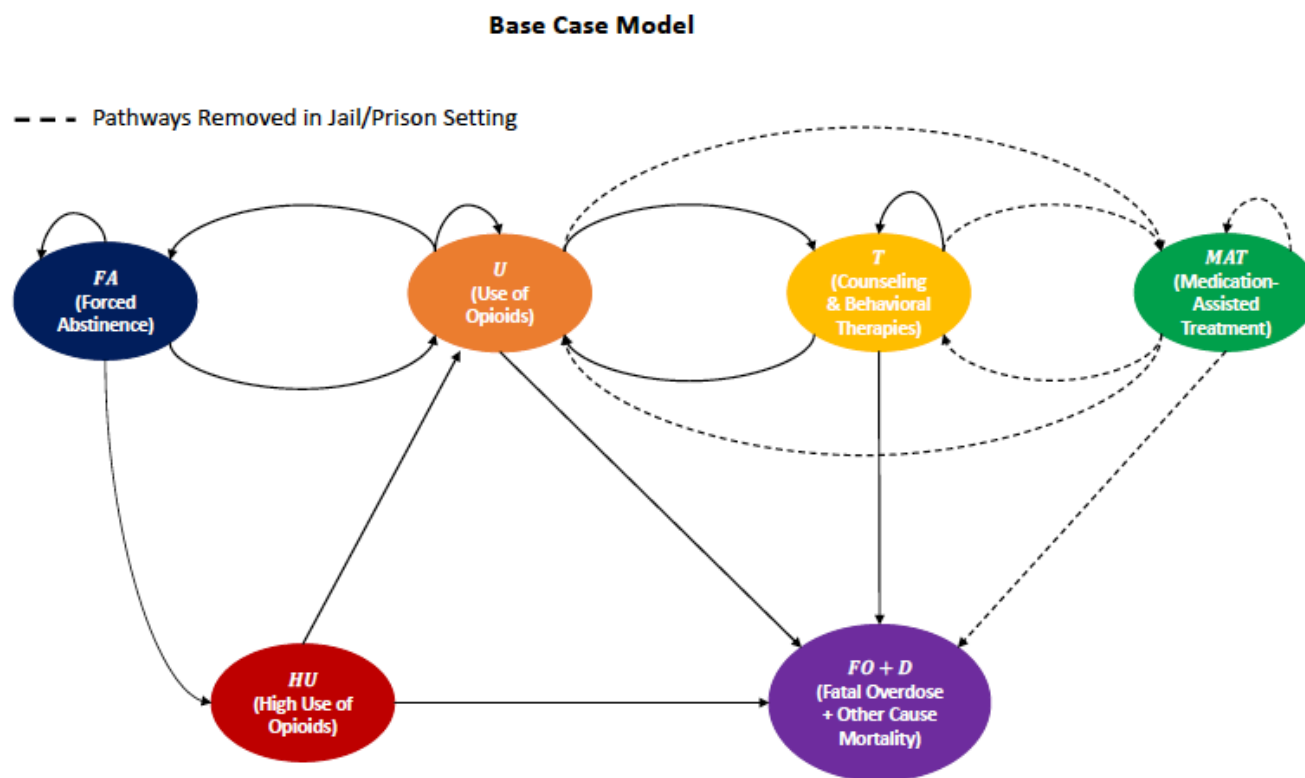 Base Case Model
Pathways Removed in Jail/Prison Setting
FA
(Forced
Abstinence)
U
(Use of
Opioids)
T
(Counseling
& Behavioral
Therapies)
MAT
(Medication-
Assisted
Treatment)
HU
(High Use of
Opioids)
FO + D
(Fatal Overdose
+ Other Cause
Mortality)